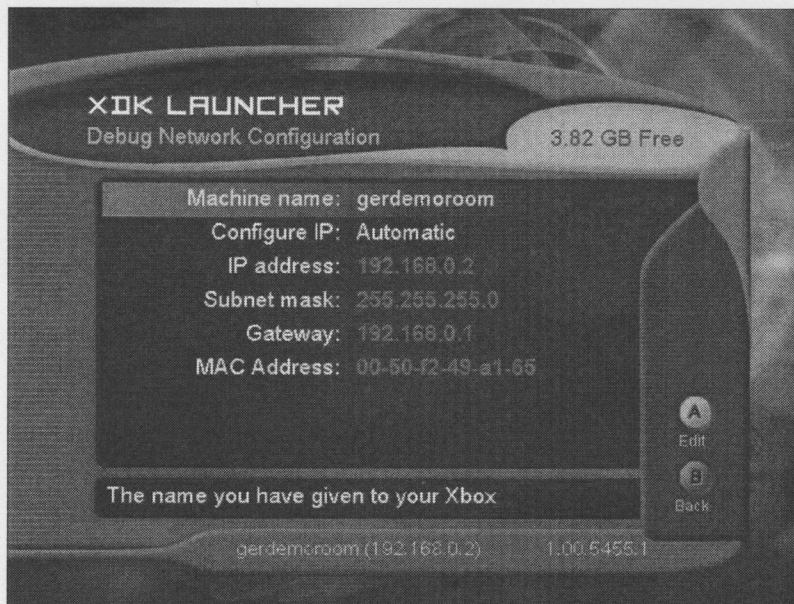 XDK LAUNCHER
Debug Network Configuration
3.82 GB Free
Machine name: gerdemoroom
Configure IP: Automatic
IP address: 192.168.0.2
Subnet mask: 255.255.255.0
Gateway: 192.168.0.1
MAC Address: 00-50-f2-49-a1-65
A
Edit
B
Back
The name you have given to your Xbox
gerdemoroom (192.168.0.2) 1.00.5455.1